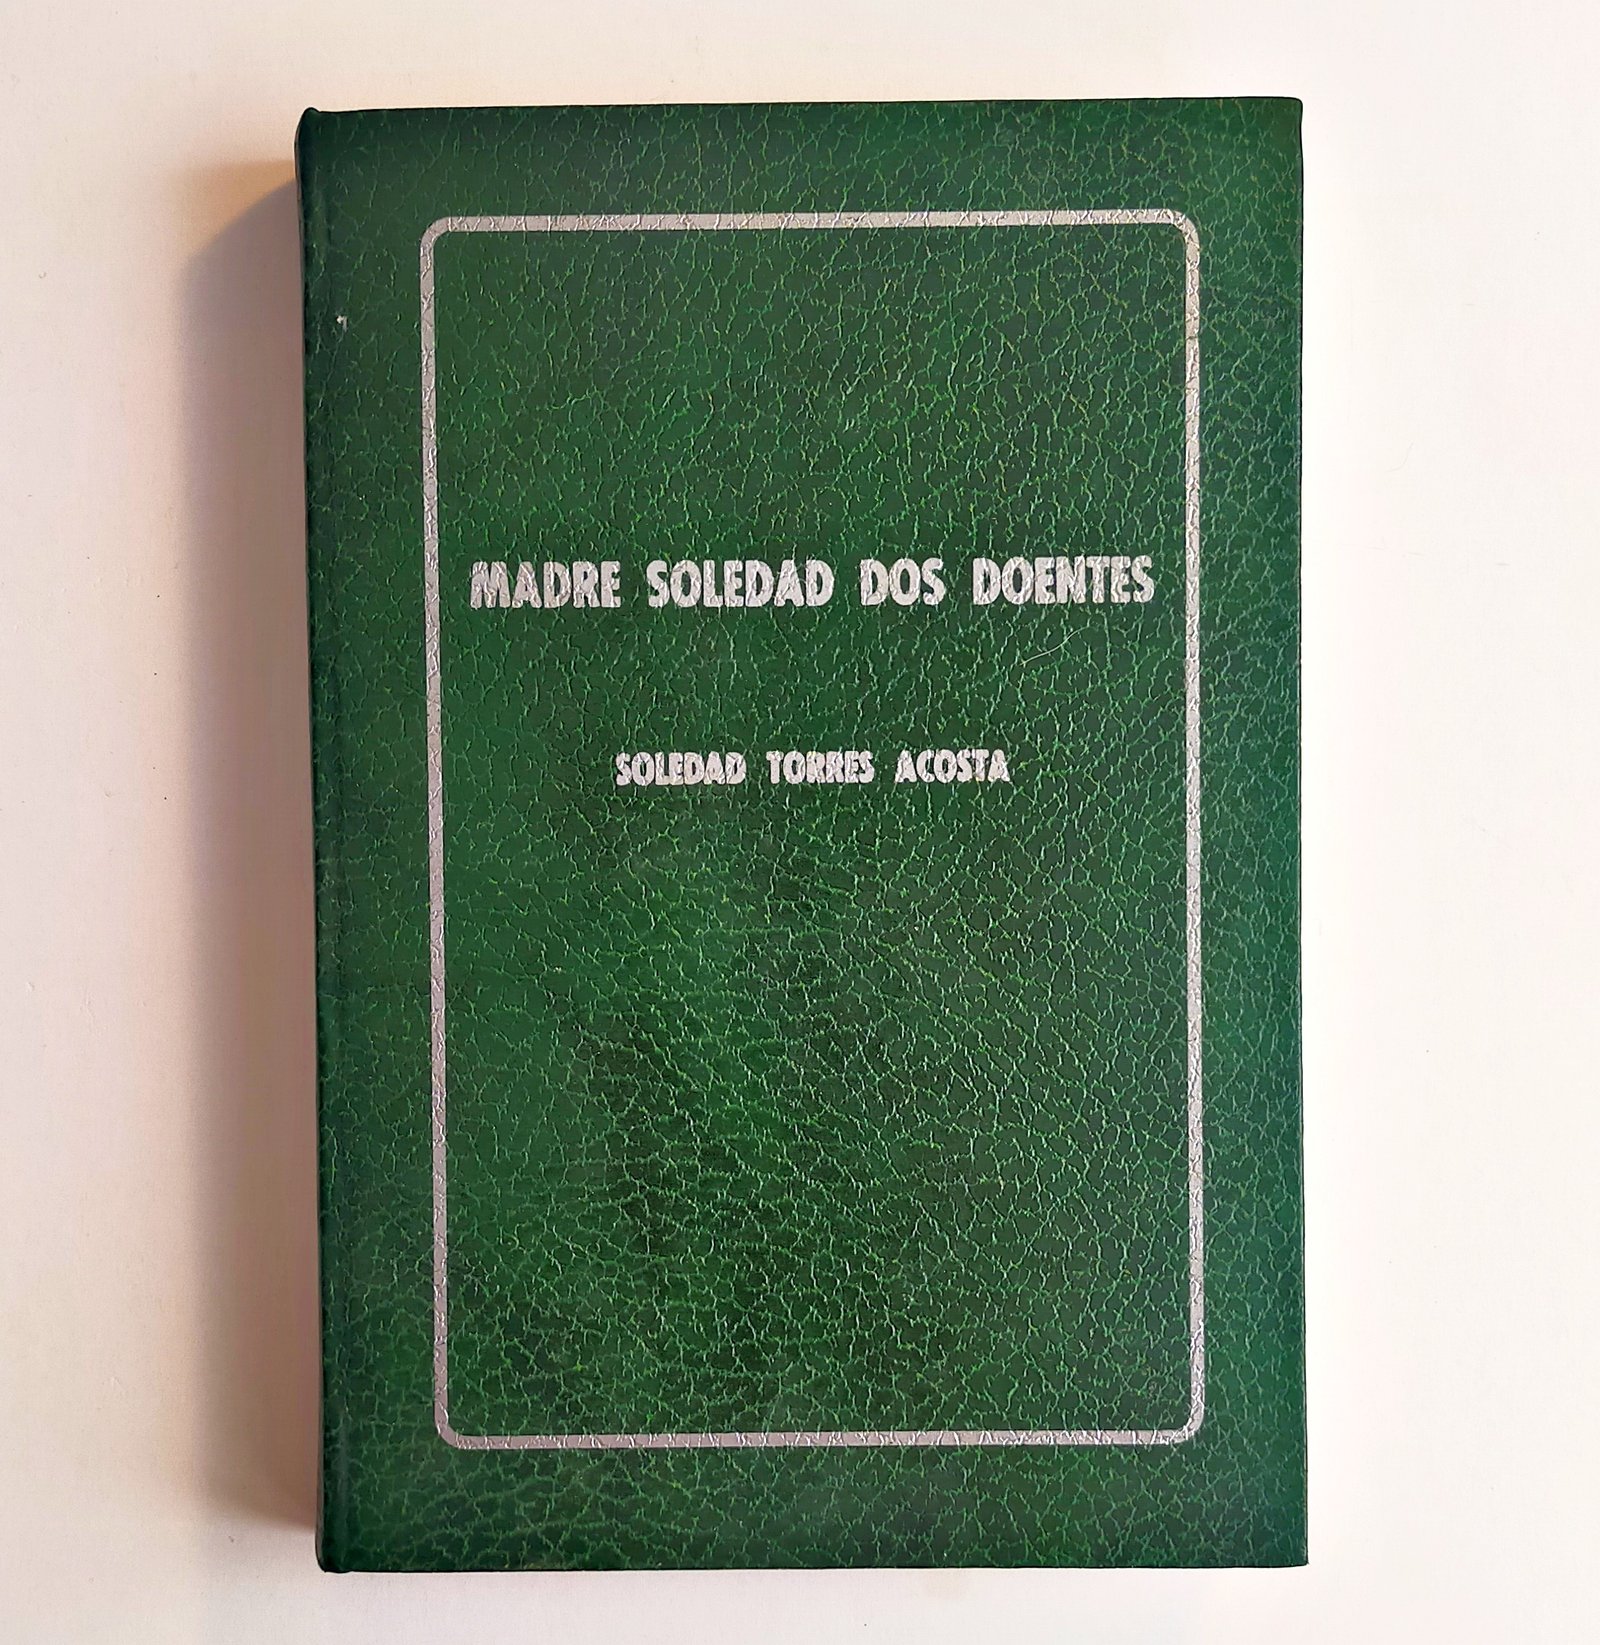 MADRE SOLEDAD DOS DOENTES
SOLEDAD TORRES ACOSTA